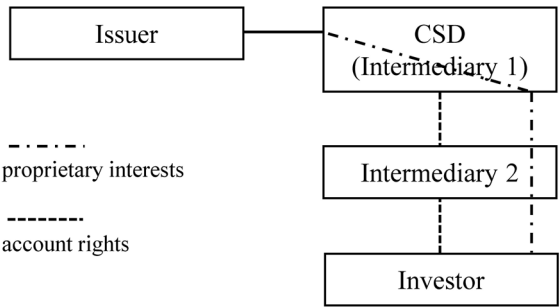 Issuer
CSD
(Intermediary 1)
proprietary interests
Intermediary 2
account rights
Investor